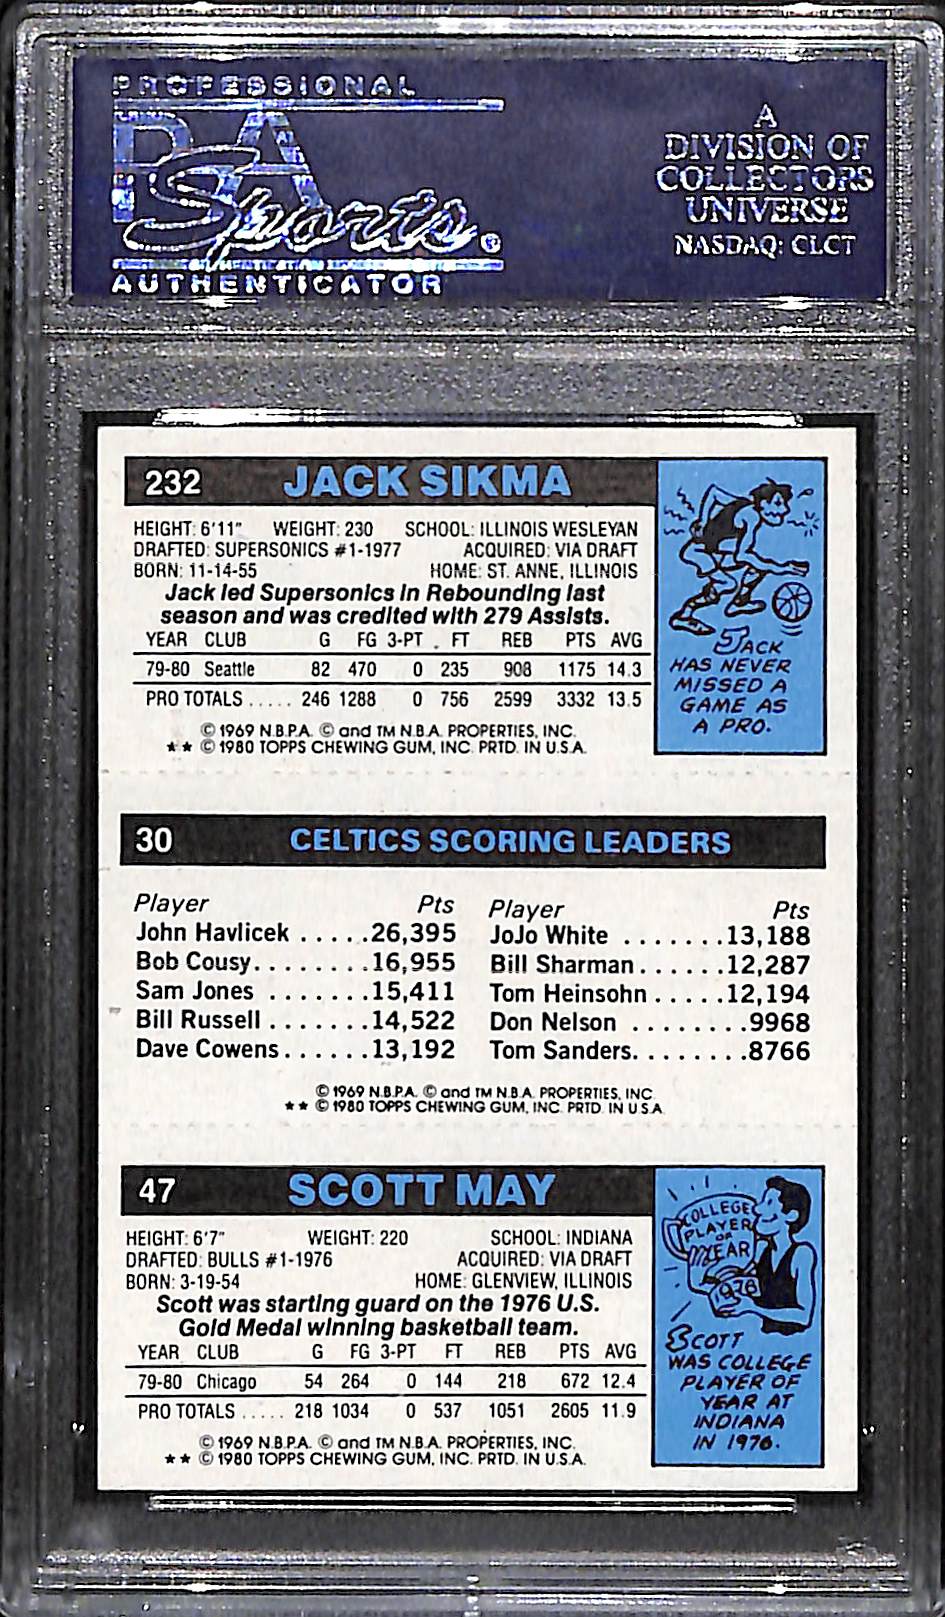 PROFESSIONAL
PSA
Sports®
AUTHENTICATOR
A
DIVISION OF
COLLECTORS
UNIVERSE
NASDAQ: CLCT
232 JACK SIKMA
HEIGHT: 6'11" WEIGHT: 230 SCHOOL: ILLINOIS WESLEYAN
DRAFTED: SUPERSONICS #1-1977 ACQUIRED: VIA DRAFT
BORN: 11-14-55 HOME: ST. ANNE, ILLINOIS
Jack led Supersonics in Rebounding last
season and was credited with 279 Assists.
YEAR CLUB G FG 3-PT. FT REB PTS AVG
79-80 Seattle 82 470 0 235 908 1175 14.3
PRO TOTALS ..... 246 1288 0 756 2599 3332 13.5
© 1969 N.B.P.A. © and TM N.B.A. PROPERTIES, INC.
★★ © 1980 TOPPS CHEWING GUM, INC. PRTD. IN U.S.A.
JACK
HAS NEVER
MISSED A
GAME AS
A PRO.
30 CELTICS SCORING LEADERS
Player Pts
John Havlicek .....26,395
Bob Cousy........16,955
Sam Jones .......15,411
Bill Russell .......14,522
Dave Cowens......13,192
Player Pts
JoJo White .......13,188
Bill Sharman......12,287
Tom Heinsohn.....12,194
Don Nelson ........9968
Tom Sanders........8766
© 1969 N.B.P.A. © and TM N.B.A. PROPERTIES, INC
★★ © 1980 TOPPS CHEWING GUM, INC. PRTD. IN U.S.A.
47 SCOTT MAY
HEIGHT: 6'7" WEIGHT: 220 SCHOOL: INDIANA
DRAFTED: BULLS #1-1976 ACQUIRED: VIA DRAFT
BORN: 3-19-54 HOME: GLENVIEW, ILLINOIS
Scott was starting guard on the 1976 U.S.
Gold Medal winning basketball team.
YEAR CLUB G FG 3-PT FT REB PTS AVG
79-80 Chicago 54 264 0 144 218 672 12.4
PRO TOTALS ..... 218 1034 0 537 1051 2605 11.9
© 1969 N.B.P.A. © and TM N.B.A. PROPERTIES, INC.
★★ © 1980 TOPPS CHEWING GUM, INC. PRTD. IN U.S.A.
COLLEGE
PLAYER
OF
YEAR
1976
SCOTT
WAS COLLEGE
PLAYER OF
YEAR AT
INDIANA
IN 1976.